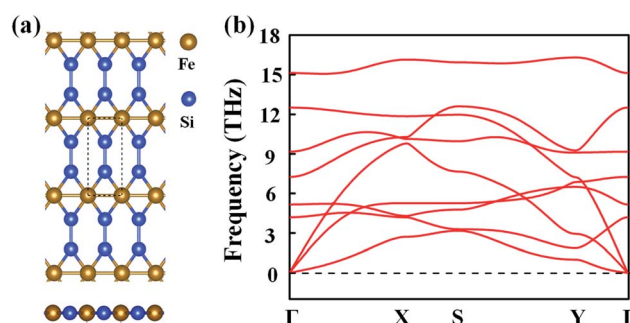 (a)
Fe
Si
(b)
Frequency (THz)
18
15
12
9
6
3
0
Γ X S Y Γ